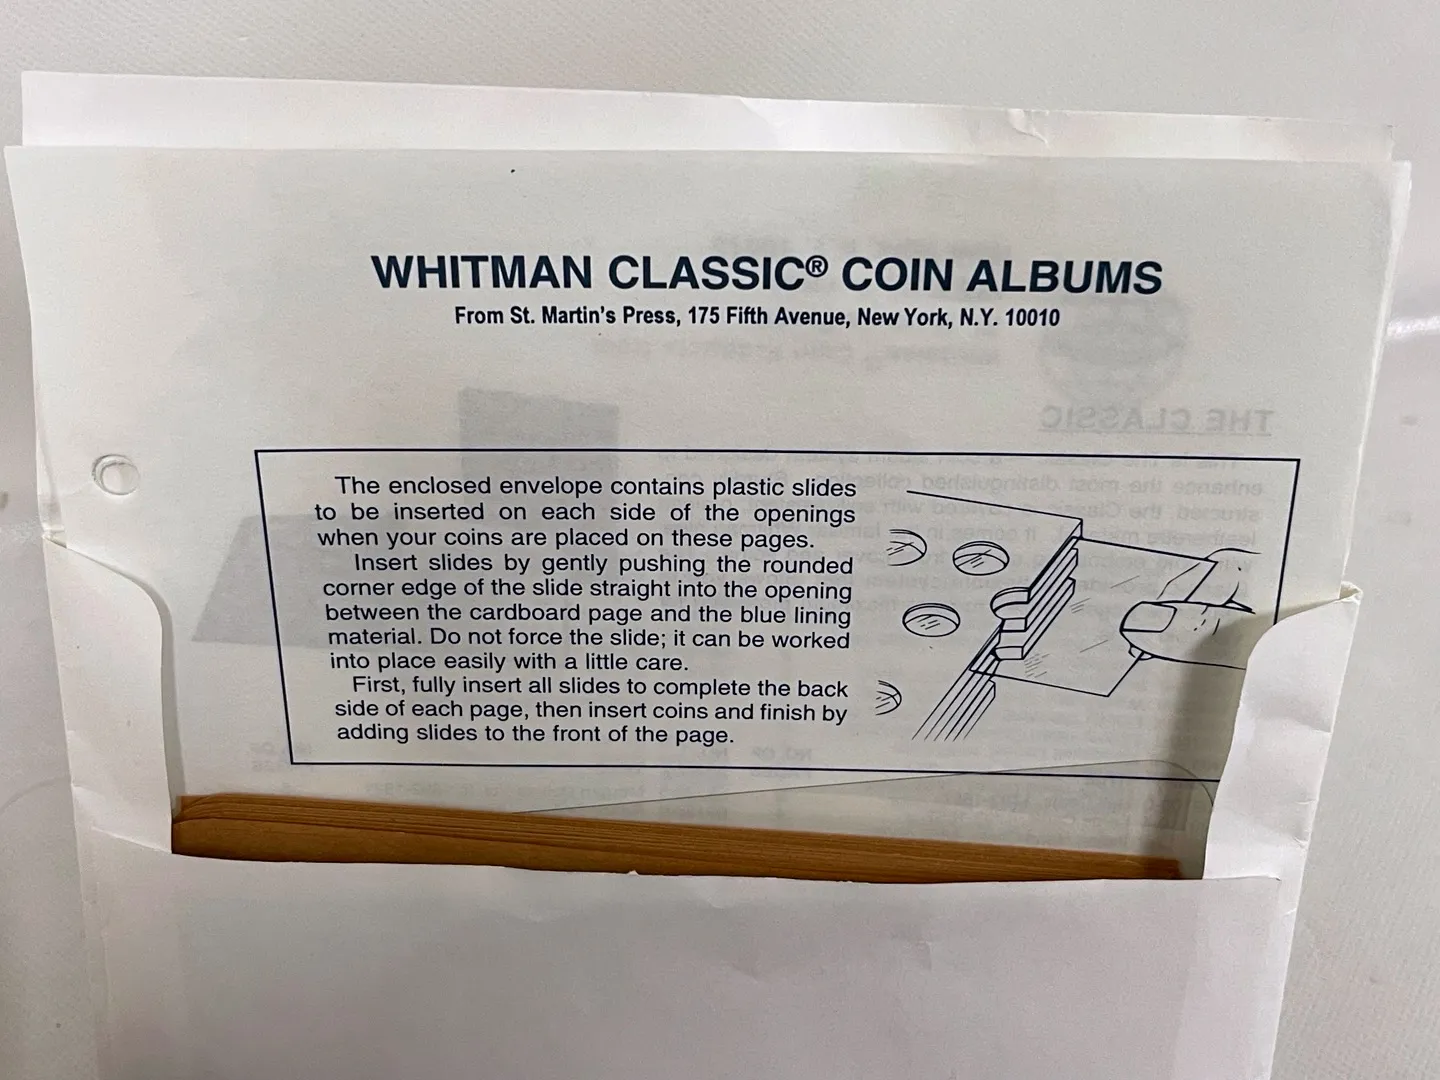 WHITMAN CLASSIC® COIN ALBUMS
From St. Martin's Press, 175 Fifth Avenue, New York, N.Y. 10010
THE CLASSIC
The enclosed envelope contains plastic slides
to be inserted on each side of the openings
when your coins are placed on these pages.
Insert slides by gently pushing the rounded
corner edge of the slide straight into the opening
between the cardboard page and the blue lining
material. Do not force the slide; it can be worked
into place easily with a little care.
First, fully insert all slides to complete the back
side of each page, then insert coins and finish by
adding slides to the front of the page.